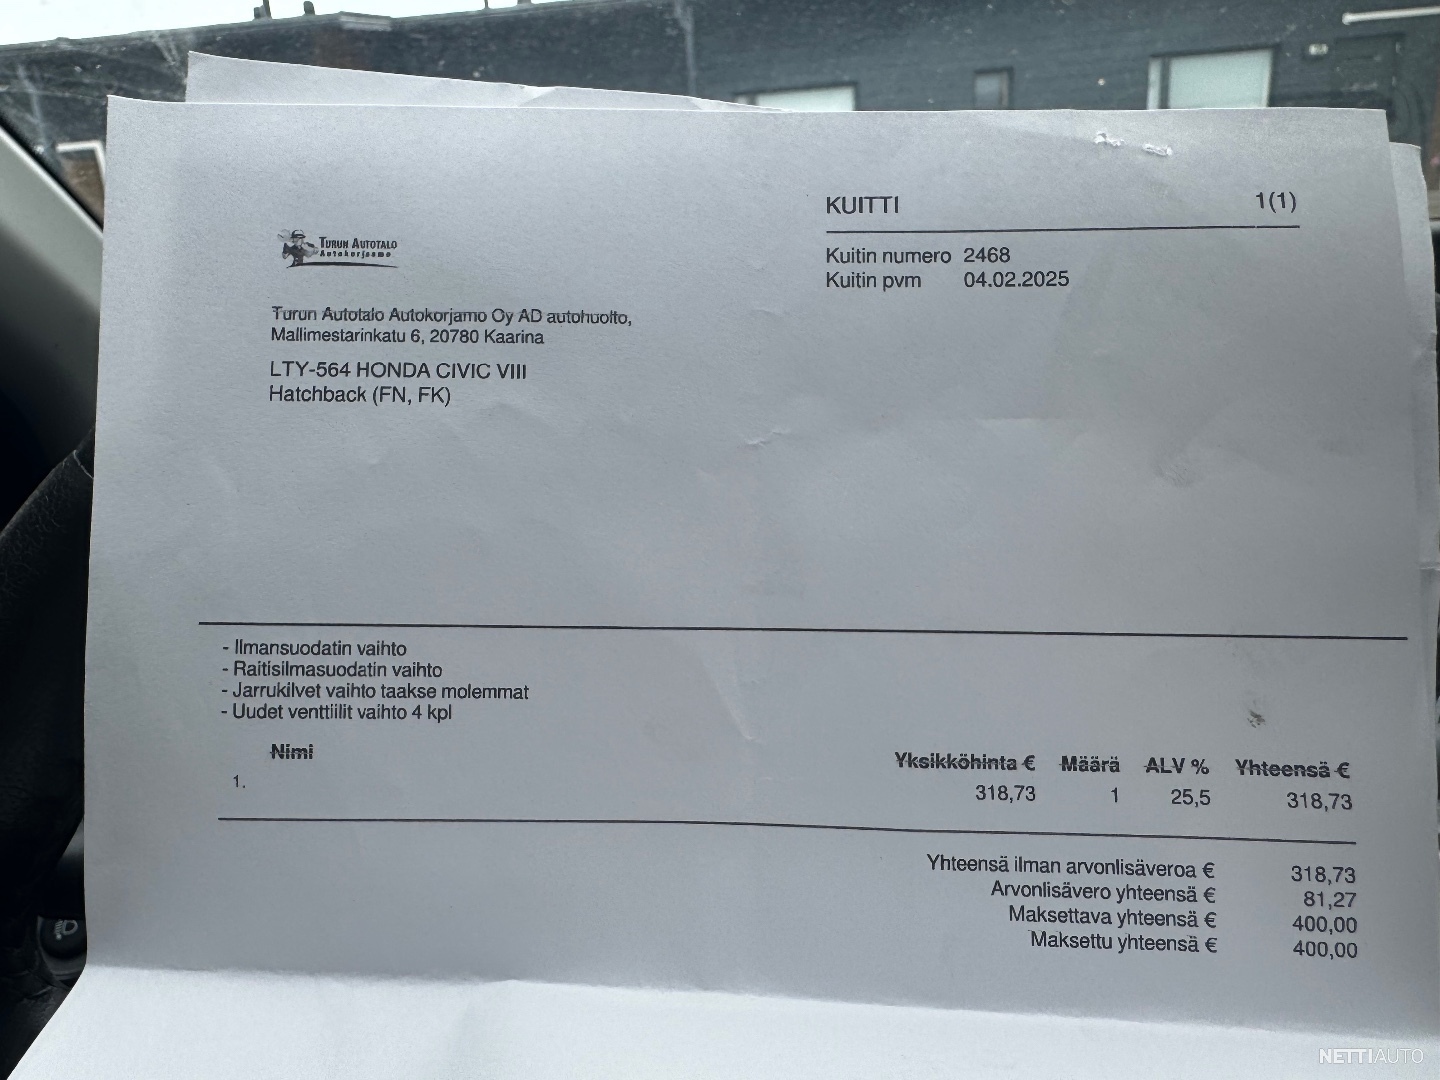 KUITTI 1(1)
TURUN AUTOTALO
Autokorjaamo
Kuitin numero 2468
Kuitin pvm 04.02.2025
Turun Autotalo Autokorjamo Oy AD autohuolto,
Mallimestarinkatu 6, 20780 Kaarina
LTY-564 HONDA CIVIC VIII
Hatchback (FN, FK)
- Ilmansuodatin vaihto
- Raitisilmasuodatin vaihto
- Jarrukilvet vaihto taakse molemmat
- Uudet venttiilit vaihto 4 kpl
Nimi Yksikköhinta € Määrä ALV % Yhteensä €
1. 318,73 1 25,5 318,73
Yhteensä ilman arvonlisäveroa € 318,73
Arvonlisävero yhteensä € 81,27
Maksettava yhteensä € 400,00
Maksettu yhteensä € 400,00
NETTIAUTO